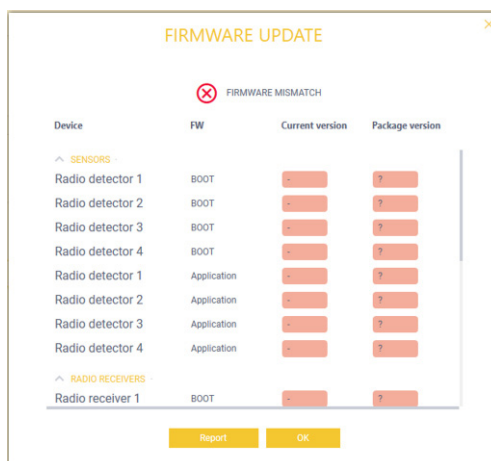 FIRMWARE UPDATE
FIRMWARE MISMATCH
Device FW Current version Package version
SENSORS
Radio detector 1 BOOT - ?
Radio detector 2 BOOT - ?
Radio detector 3 BOOT - ?
Radio detector 4 BOOT - ?
Radio detector 1 Application - ?
Radio detector 2 Application - ?
Radio detector 3 Application - ?
Radio detector 4 Application - ?
RADIO RECEIVERS
Radio receiver 1 BOOT - ?
Report OK